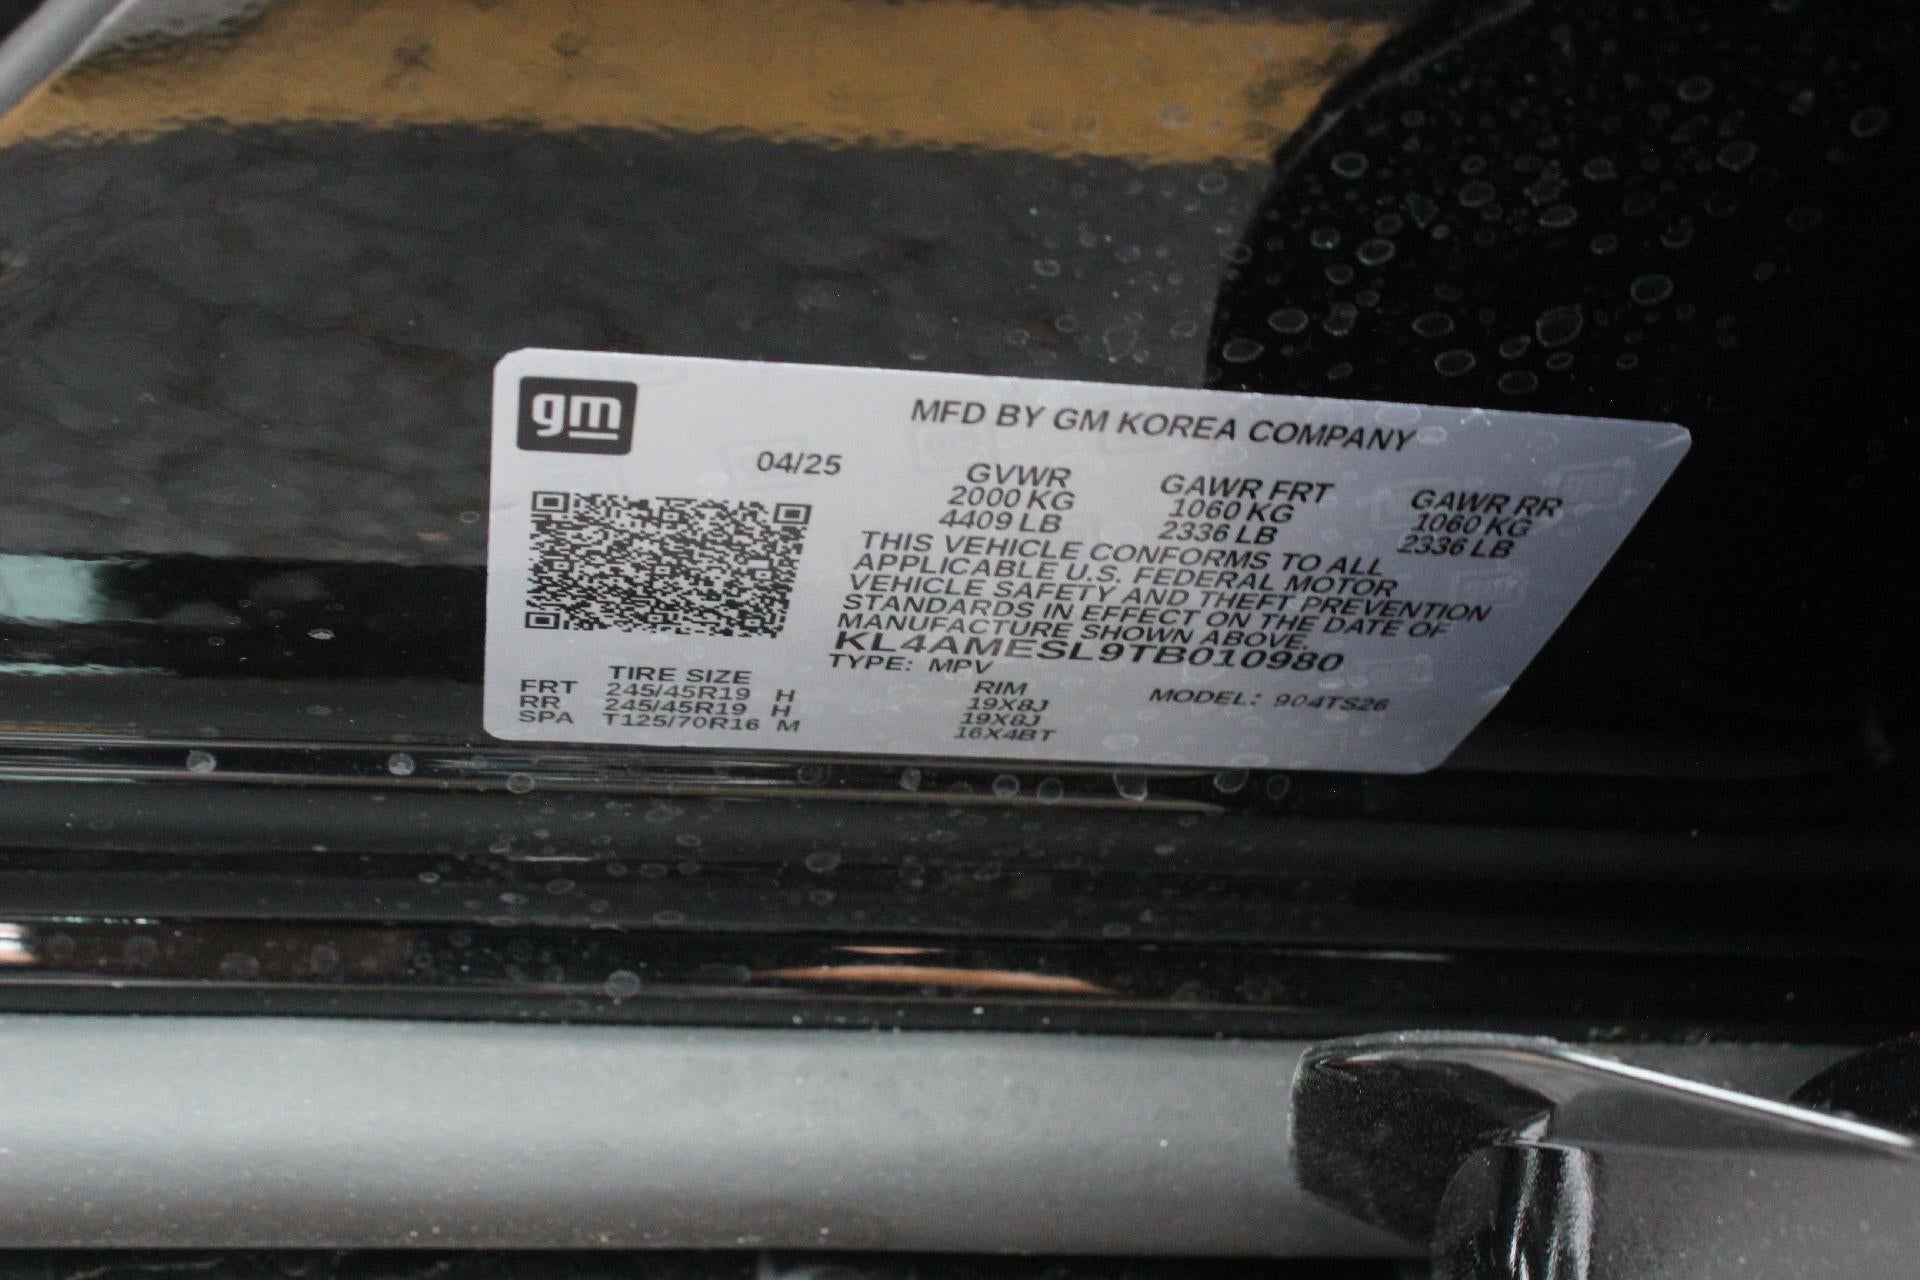 gm
MFD BY GM KOREA COMPANY
04/25
GVWR GAWR FRT GAWR RR
2000 KG 1060 KG 1060 KG
4409 LB 2336 LB 2336 LB
THIS VEHICLE CONFORMS TO ALL
APPLICABLE U.S. FEDERAL MOTOR
VEHICLE SAFETY AND THEFT PREVENTION
STANDARDS IN EFFECT ON THE DATE OF
MANUFACTURE SHOWN ABOVE.
KL4AMESL9TB010980
TYPE: MPV
TIRE SIZE RIM MODEL: 904TS26
FRT 245/45R19 H 19X8J
RR 245/45R19 H 19X8J
SPA T125/70R16 M 16X4BT